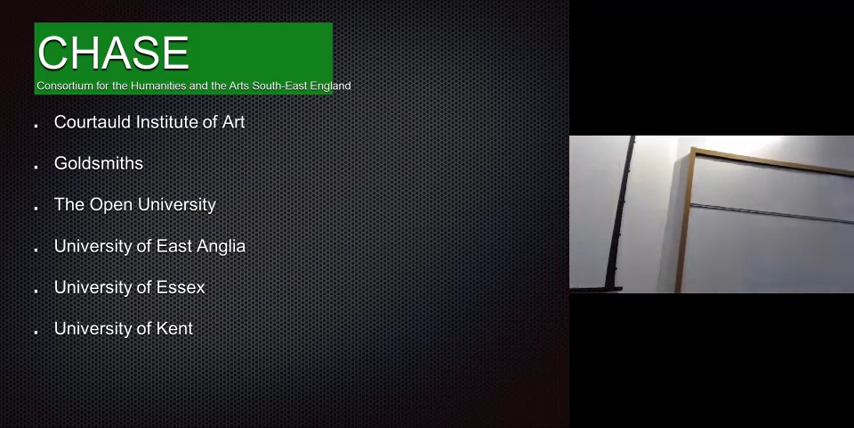 CHASE
Consortium for the Humanities and the Arts South-East England
Courtauld Institute of Art
Goldsmiths
The Open University
University of East Anglia
University of Essex
University of Kent